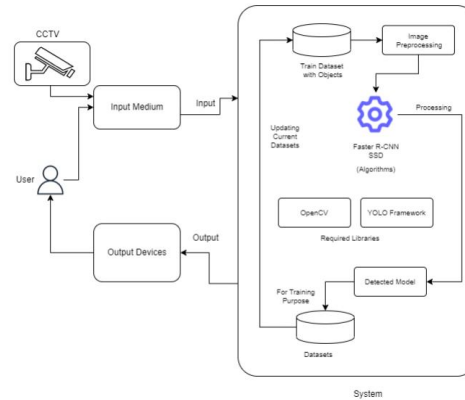 CCTV
Input Medium
Input
User
Output Devices
Output
Train Dataset
with Objects
Image
Preprocessing
Updating
Current
Datasets
Faster R-CNN
SSD
(Algorithms)
Processing
OpenCV
YOLO Framework
Required Libraries
For Training
Purpose
Detected Model
Datasets
System